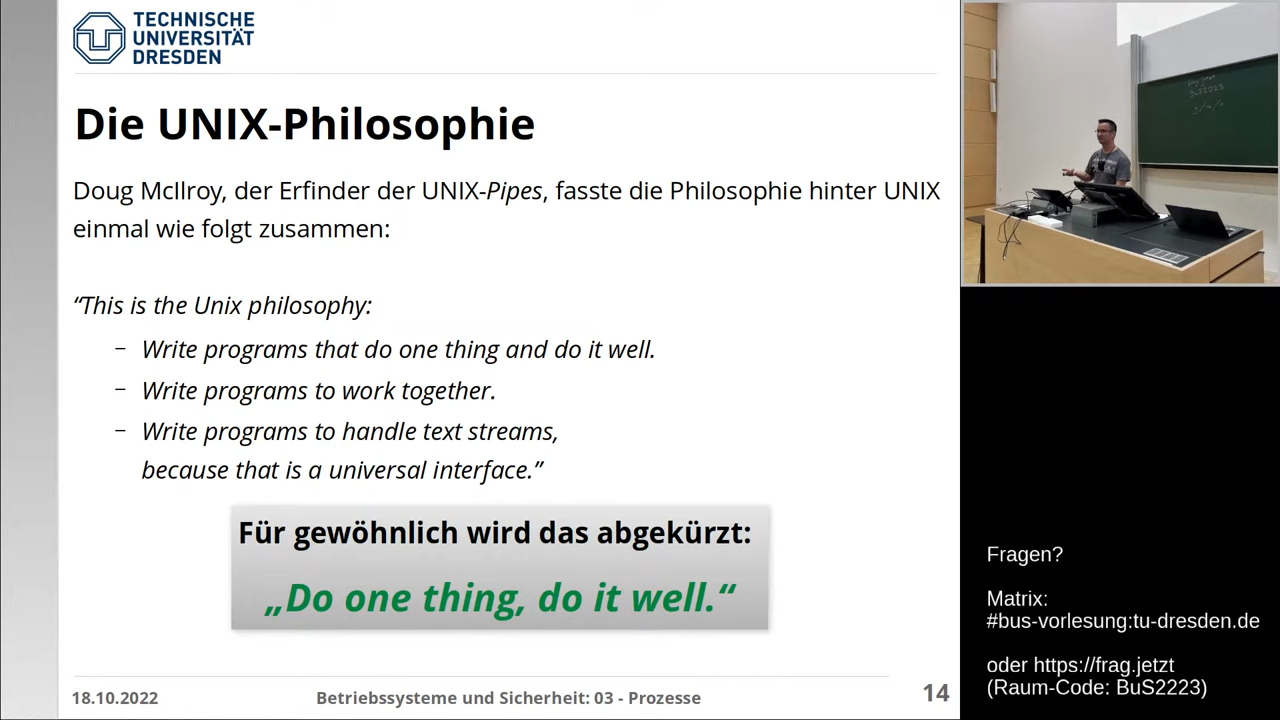 TECHNISCHE
UNIVERSITÄT
DRESDEN
Die UNIX-Philosophie
Doug McIlroy, der Erfinder der UNIX-Pipes, fasste die Philosophie hinter UNIX
einmal wie folgt zusammen:
“This is the Unix philosophy:
– Write programs that do one thing and do it well.
– Write programs to work together.
– Write programs to handle text streams,
because that is a universal interface.”
Für gewöhnlich wird das abgekürzt:
„Do one thing, do it well.“
18.10.2022
Betriebssysteme und Sicherheit: 03 - Prozesse
14
Fragen?
Matrix:
#bus-vorlesung:tu-dresden.de
oder https://frag.jetzt
(Raum-Code: BuS2223)